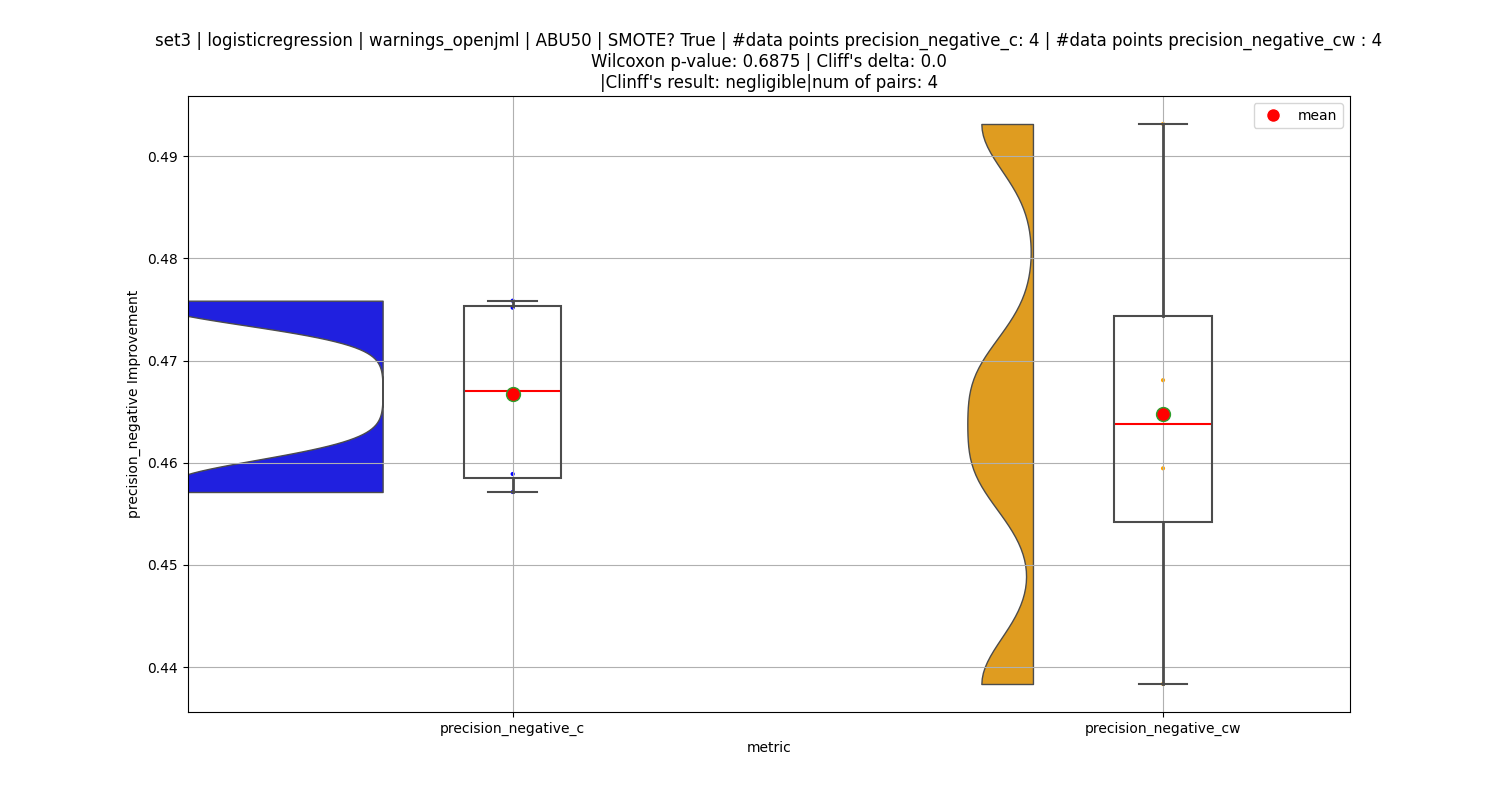 set3 | logisticregression | warnings_openjml | ABU50 | SMOTE? True | #data points precision_negative_c: 4 | #data points precision_negative_cw : 4
Wilcoxon p-value: 0.6875 | Cliff's delta: 0.0
|Clinff's result: negligible|num of pairs: 4
mean
0.49
0.48
0.47
0.46
0.45
0.44
precision_negative Improvement
precision_negative_c
precision_negative_cw
metric